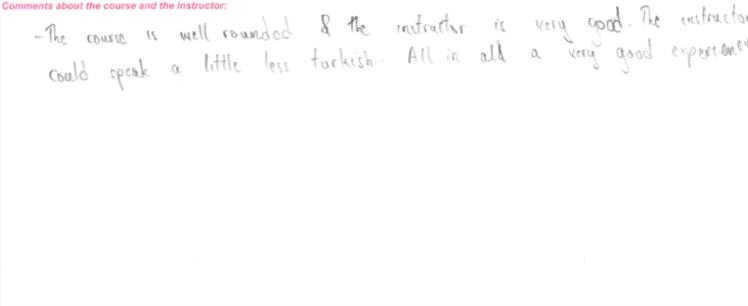 Comments about the course and the instructor:
- The course is well rounded & the instructor is very good. The instructor
could speak a little less turkish. All in all a very good experience